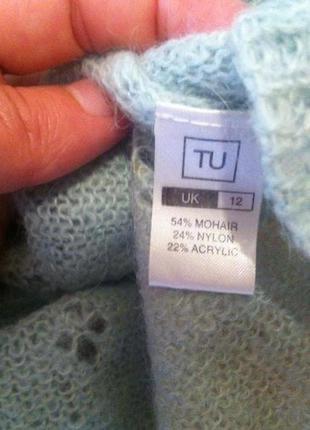 TU
UK 12
54% MOHAIR
24% NYLON
22% ACRYLIC